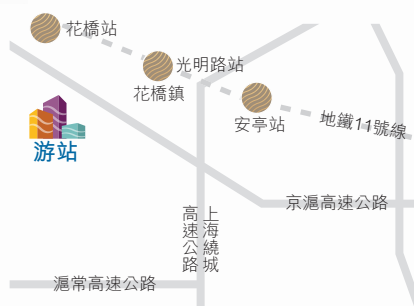 花橋站
光明路站
花橋鎮
安亭站
地鐵11號線
游站
京滬高速公路
上海繞城
高速公路
滬常高速公路